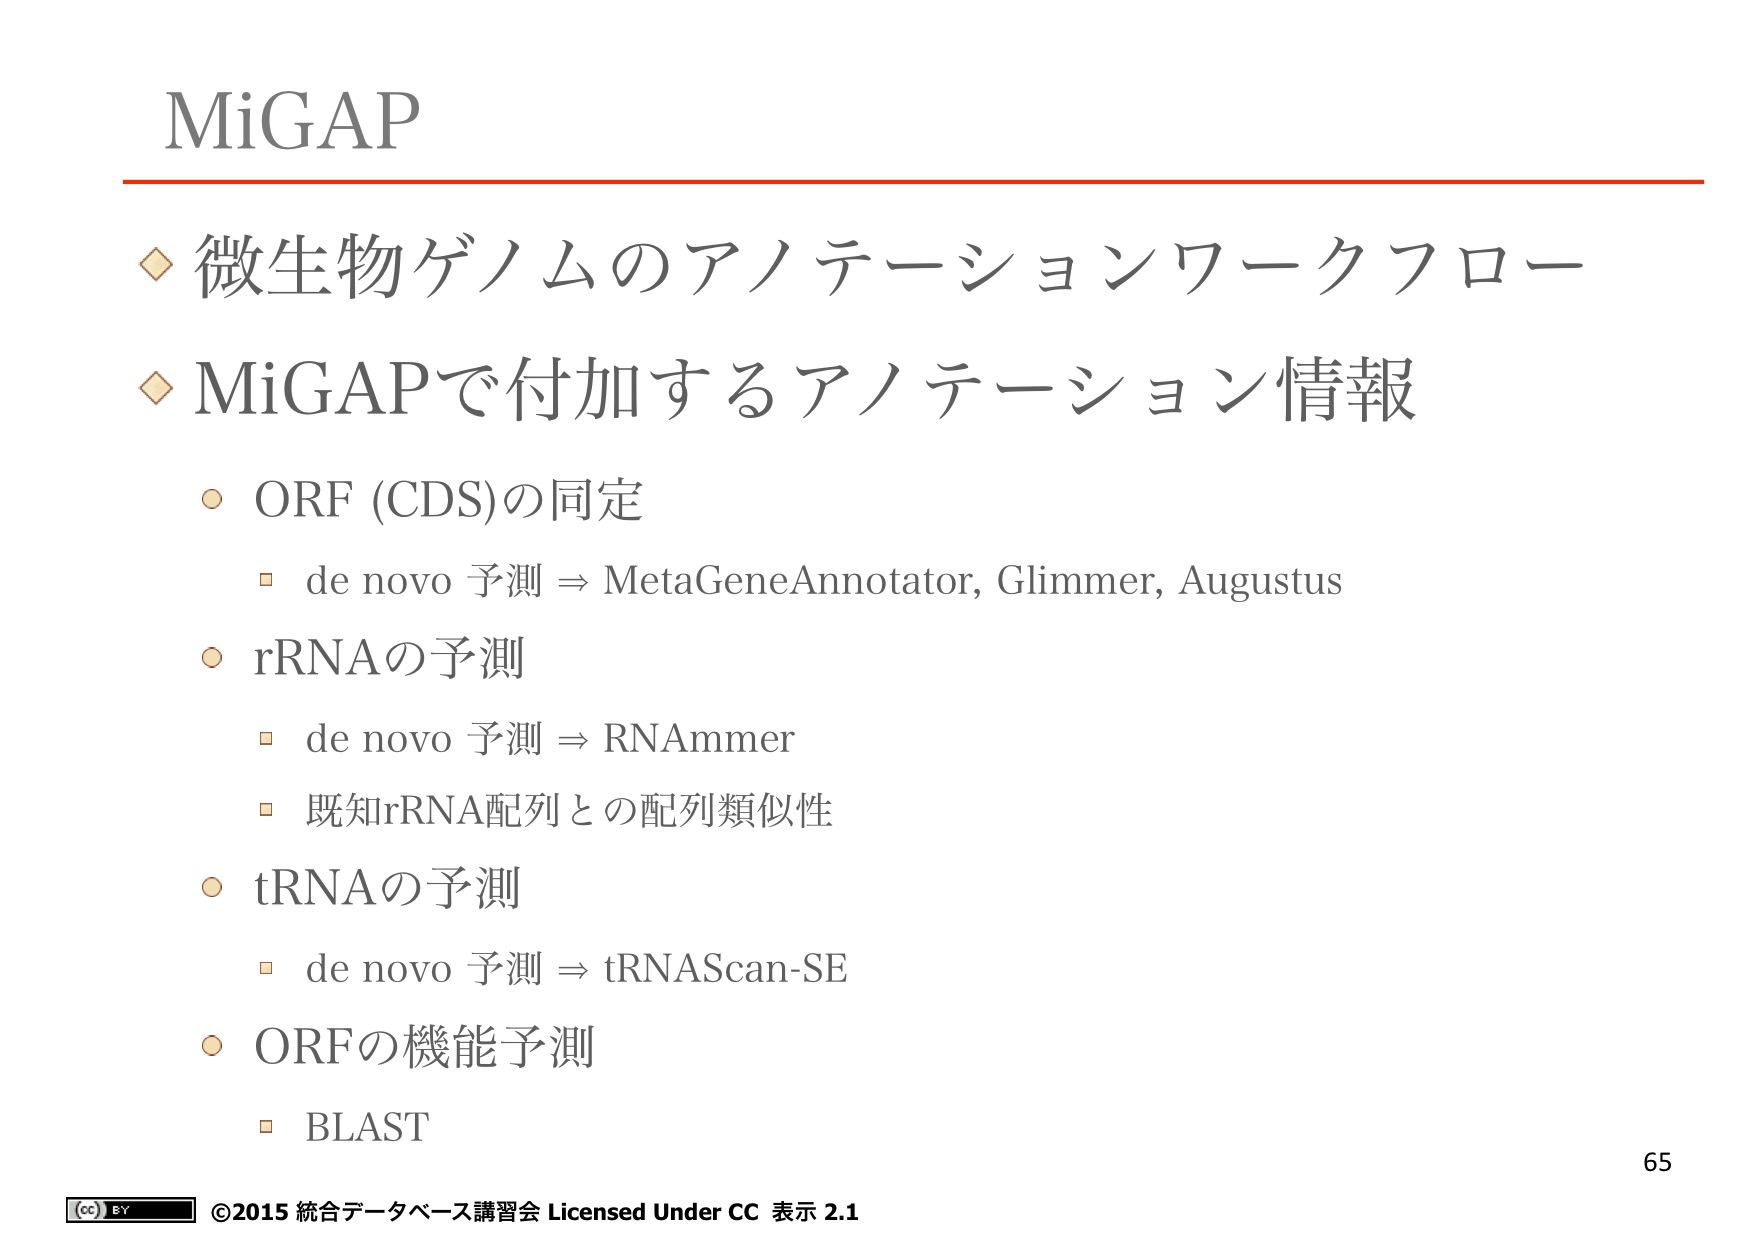 MiGAP
微生物ゲノムのアノテーションワークフロー
MiGAPで付加するアノテーション情報
ORF (CDS)の同定
de novo 予測 ⇒ MetaGeneAnnotator, Glimmer, Augustus
rRNAの予測
de novo 予測 ⇒ RNAmmer
既知rRNA配列との配列類似性
tRNAの予測
de novo 予測 ⇒ tRNAScan-SE
ORFの機能予測
BLAST
65
(cc) BY ©2015 統合データベース講習会 Licensed Under CC 表示 2.1